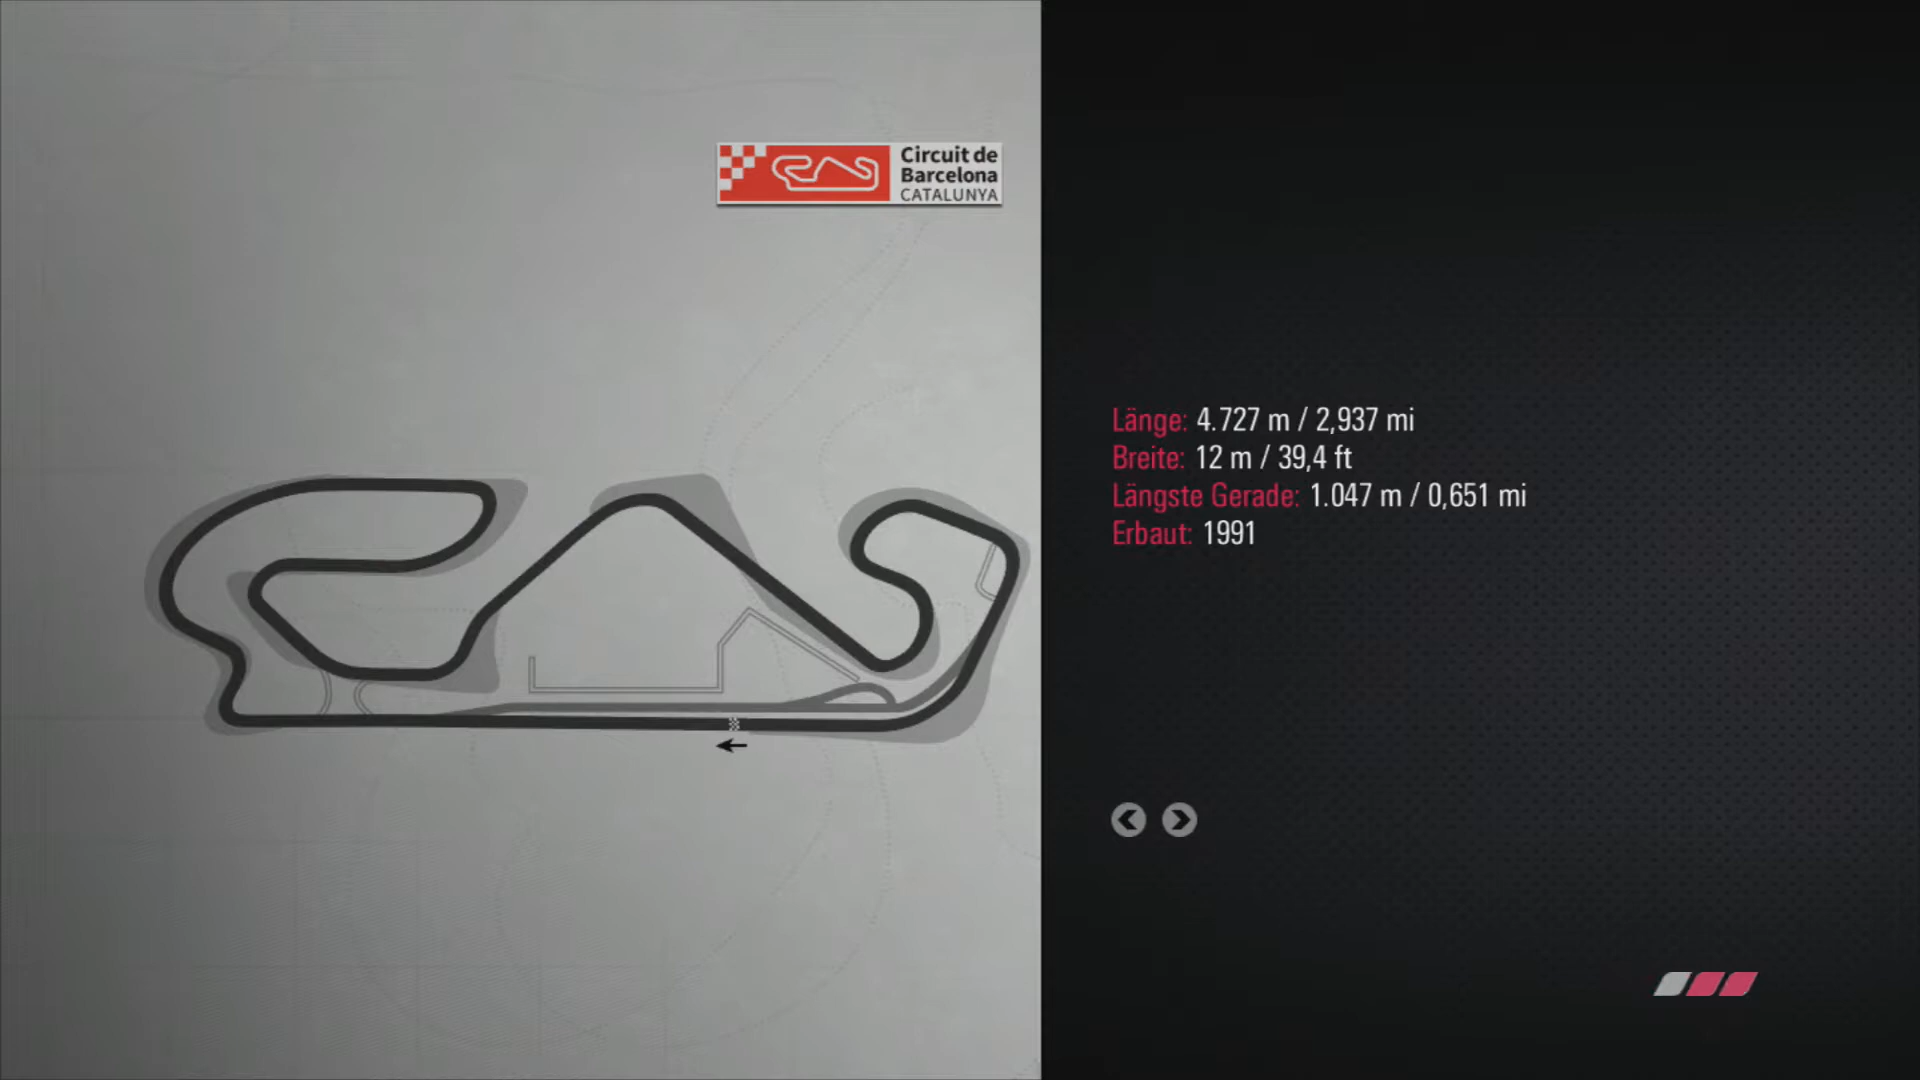 Circuit de
Barcelona
CATALUNYA
Länge: 4.727 m / 2,937 mi
Breite: 12 m / 39,4 ft
Längste Gerade: 1.047 m / 0,651 mi
Erbaut: 1991